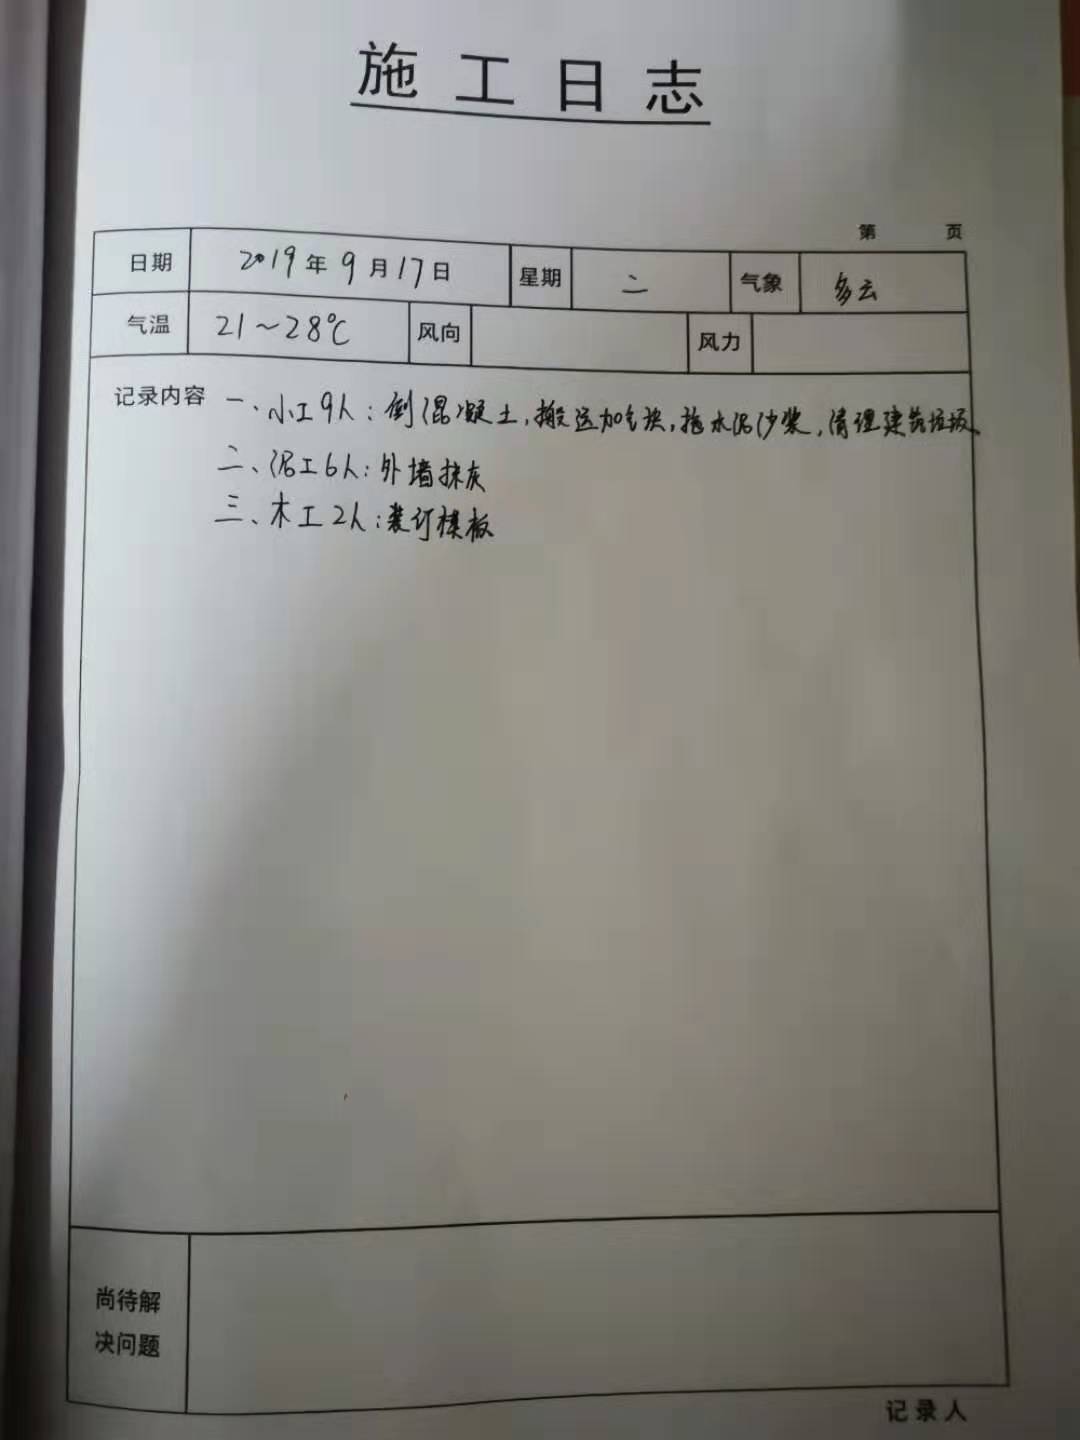 施工日志
第 页
日期 2019年9月17日 星期 二 气象 多云
气温 21～28℃ 风向 风力
记录内容 一、小工9人：倒混凝土，搬运加气块，拖水泥沙浆，清理建筑垃圾、
二、泥工6人：外墙抹灰
三、木工2人：装订模板
尚待解
决问题
记录人